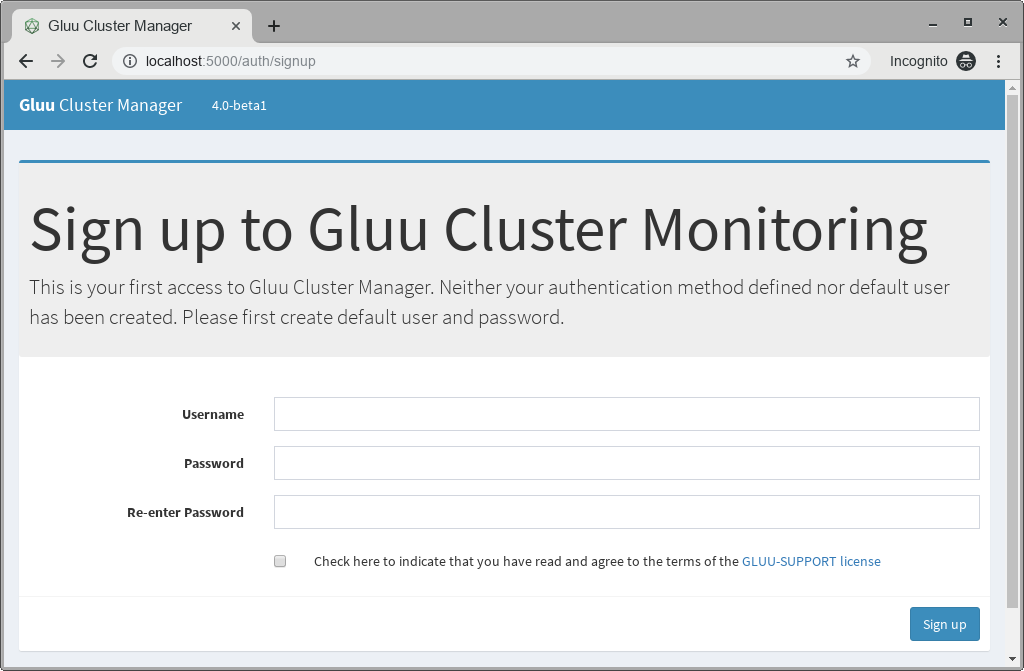 Gluu Cluster Manager
localhost:5000/auth/signup
Incognito
Gluu Cluster Manager 4.0-beta1
Sign up to Gluu Cluster Monitoring
This is your first access to Gluu Cluster Manager. Neither your authentication method defined nor default user
has been created. Please first create default user and password.
Username
Password
Re-enter Password
Check here to indicate that you have read and agree to the terms of the GLUU-SUPPORT license
Sign up